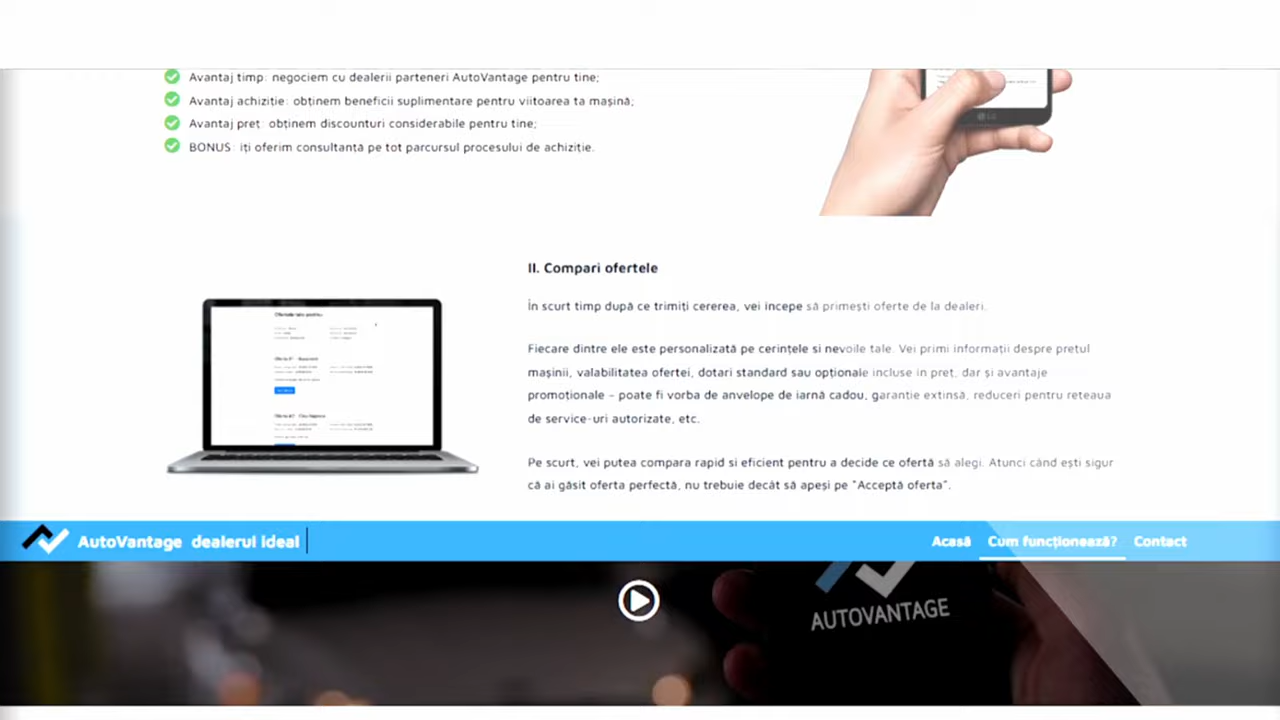 Avantaj timp: negociem cu dealerii parteneri AutoVantage pentru tine;
Avantaj achiziție: obținem beneficii suplimentare pentru viitoarea ta mașină;
Avantaj preț: obținem discounturi considerabile pentru tine;
BONUS: iți oferim consultanță pe tot parcursul procesului de achiziție.
LG
II. Compari ofertele
În scurt timp după ce trimiți cererea, vei începe să primești oferte de la dealeri.
Fiecare dintre ele este personalizată pe cerințele si nevoile tale. Vei primi informații despre prețul
mașinii, valabilitatea ofertei, dotari standard sau opționale incluse in preț, dar și avantaje
promoționale - poate fi vorba de anvelope de iarnă cadou, garanție extinsă, reduceri pentru reteaua
de service-uri autorizate, etc.
Pe scurt, vei putea compara rapid si eficient pentru a decide ce ofertă să alegi. Atunci când ești sigur
că ai găsit oferta perfectă, nu trebuie decât să apeși pe "Acceptă oferta".
AutoVantage dealerul ideal
Acasă Cum funcționează? Contact
AUTOVANTAGE